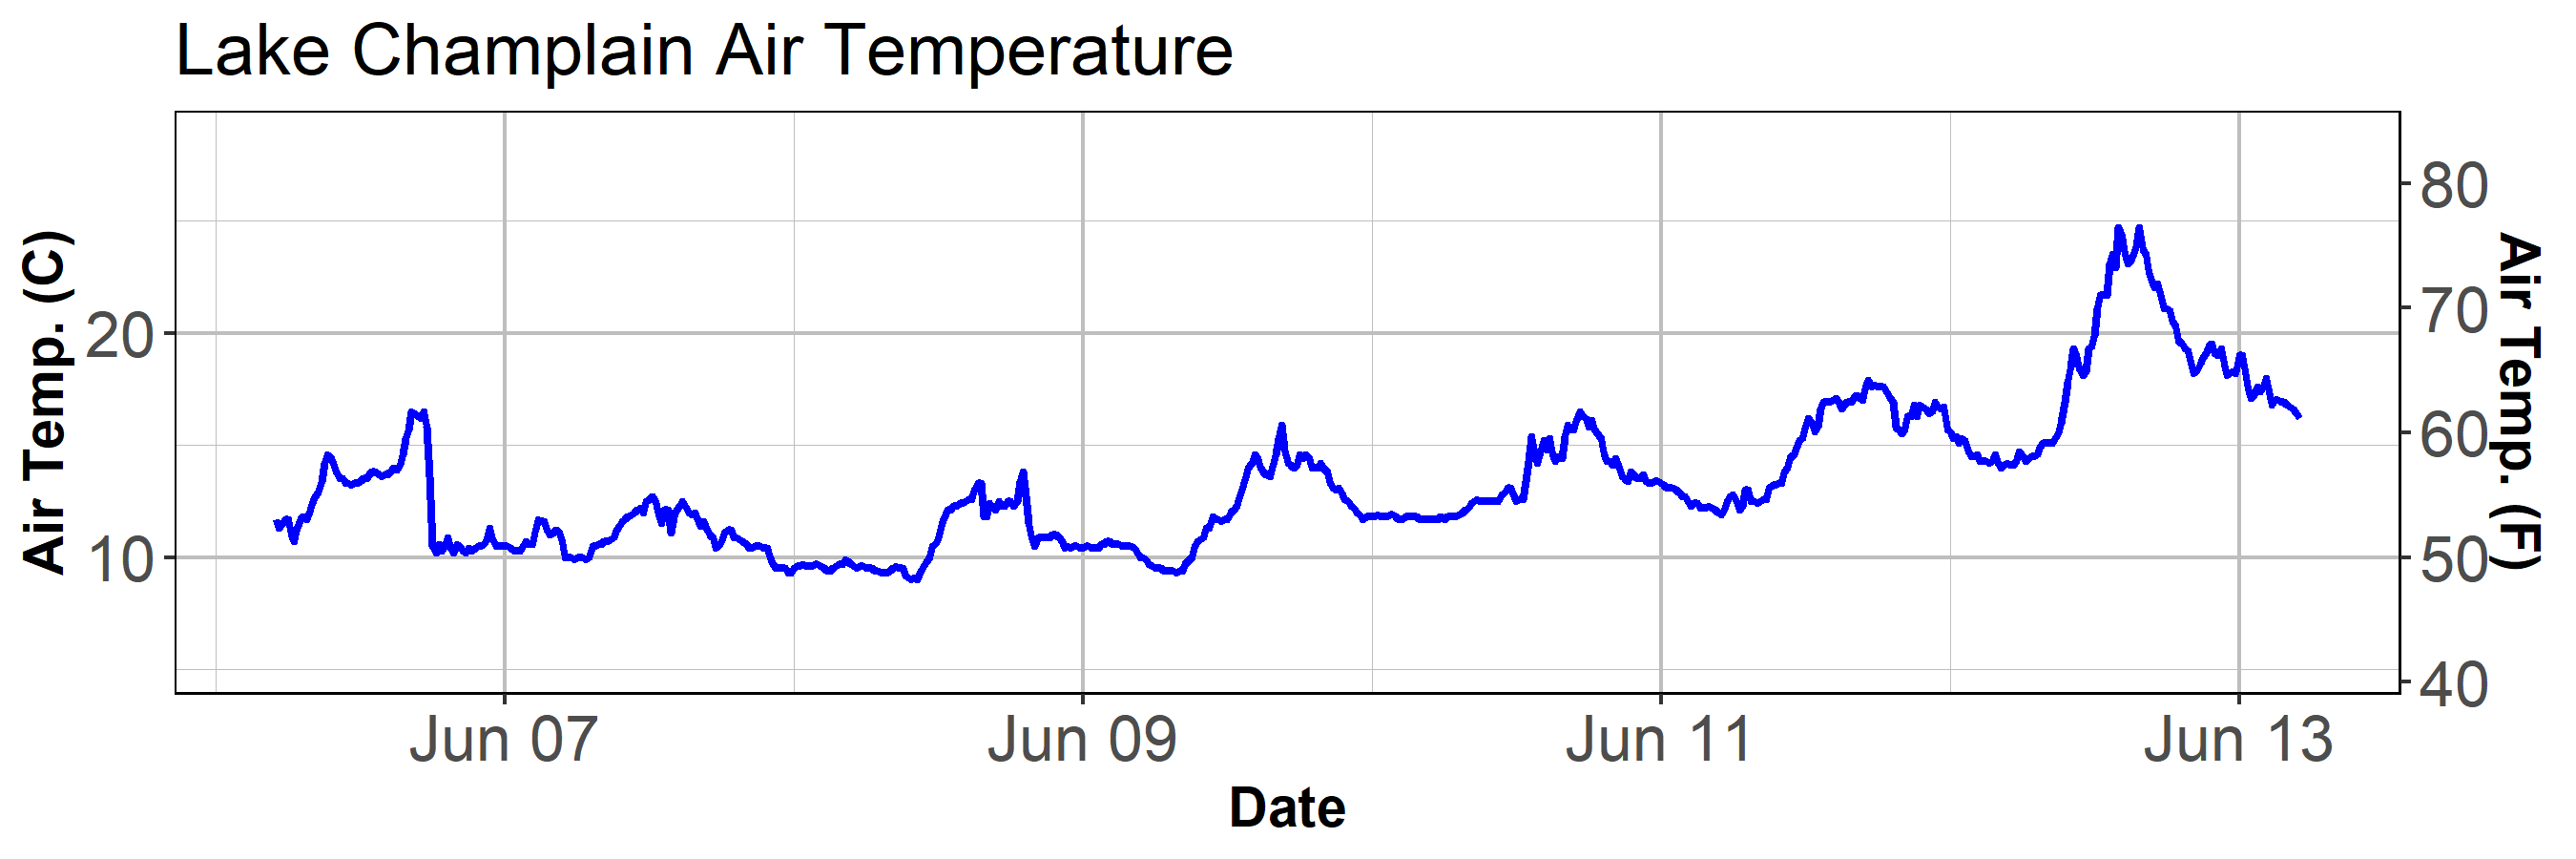 Lake Champlain Air Temperature
Air Temp. (C)
20
10
80
70
60
50
40
Air Temp. (F)
Jun 07 Jun 09 Jun 11 Jun 13
Date